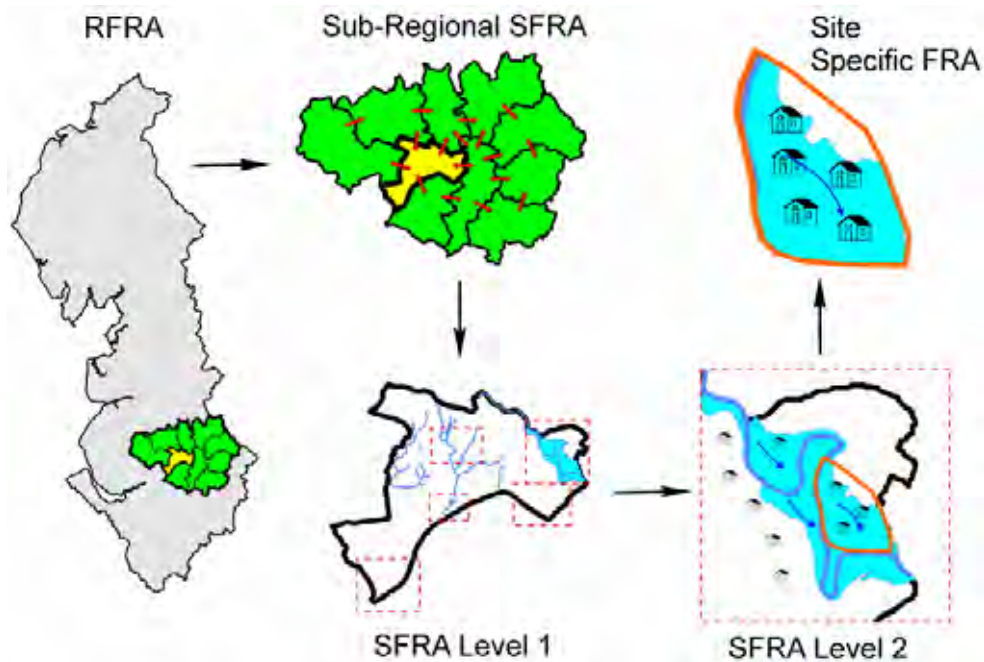 RFRA
Sub-Regional SFRA
Site
Specific FRA
SFRA Level 1
SFRA Level 2